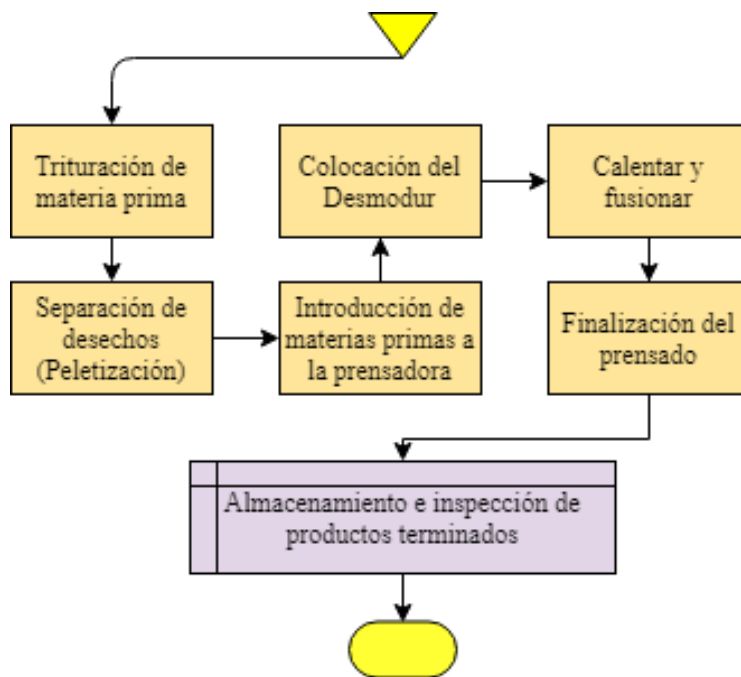 Trituración de
materia prima
Separación de
desechos
(Peletización)
Introducción de
materias primas a
la prensadora
Colocación del
Desmodur
Calentar y
fusionar
Finalización del
prensado
Almacenamiento e inspección de
productos terminados